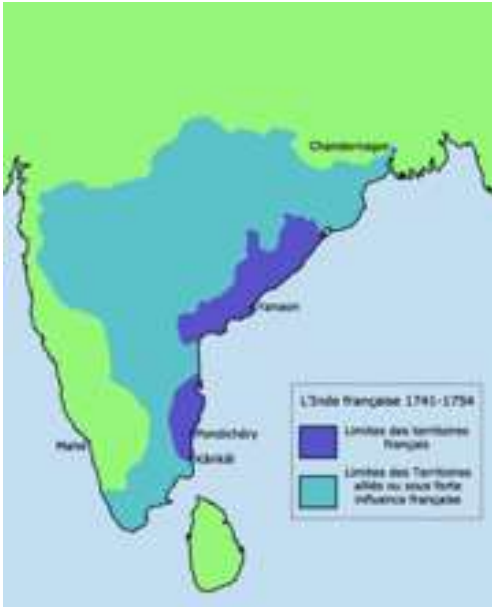 Chandernagor
Yanaon
Mahé
Pondichéry
Kârikâl
L'Inde française 1741-1754
Limites des territoires
français
Limites des Territoires
alliés ou sous forte
influence française